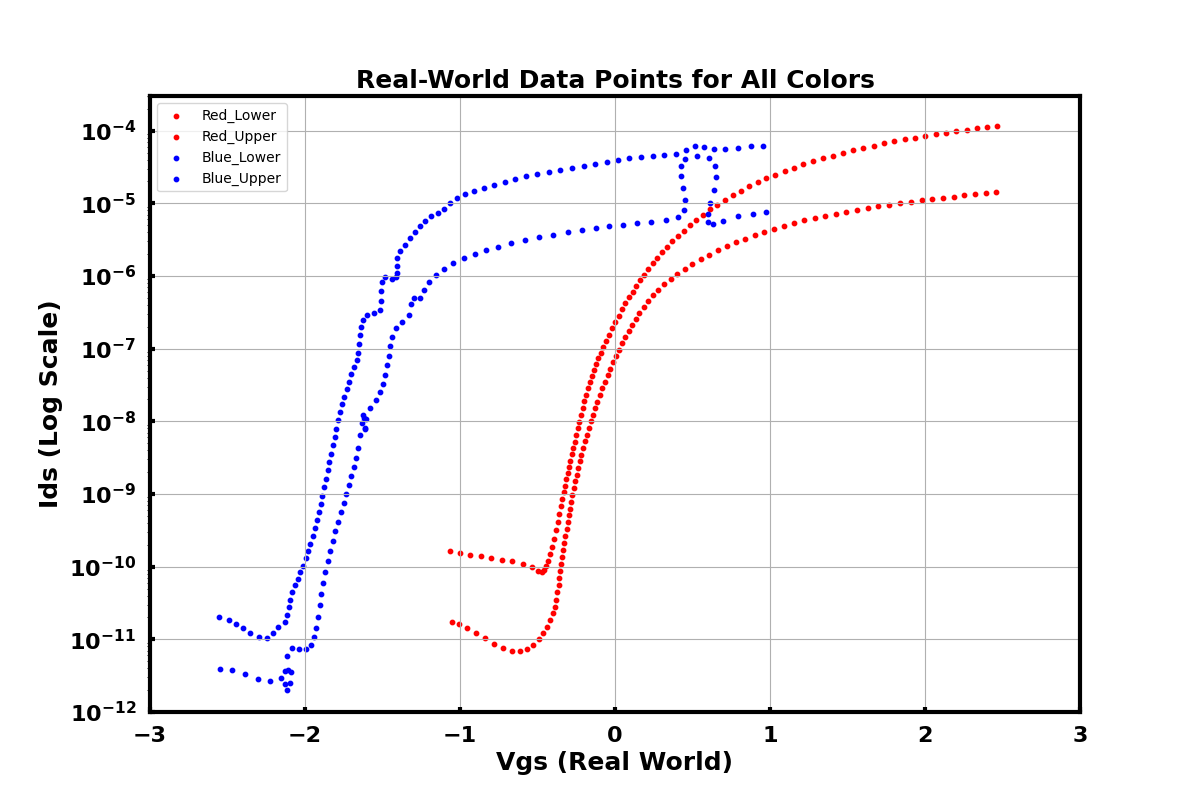 Real-World Data Points for All Colors
Red_Lower
Red_Upper
Blue_Lower
Blue_Upper
10⁻⁴
10⁻⁵
10⁻⁶
10⁻⁷
10⁻⁸
10⁻⁹
10⁻¹⁰
10⁻¹¹
10⁻¹²
Ids (Log Scale)
−3 −2 −1 0 1 2 3
Vgs (Real World)